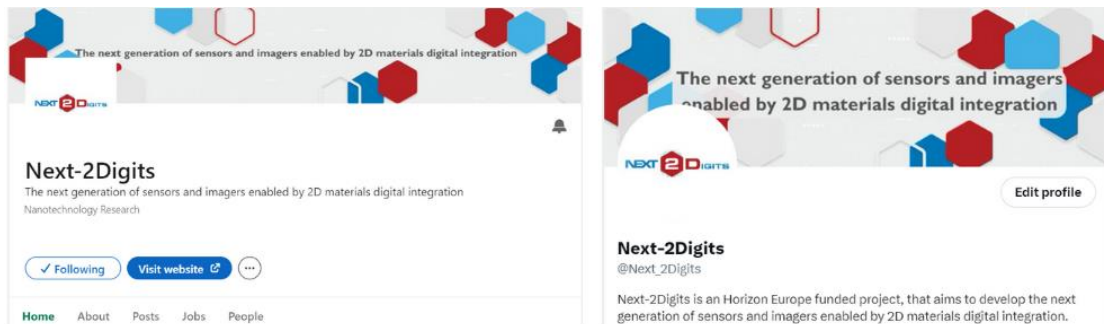 The next generation of sensors and imagers enabled by 2D materials digital integration
NEXT 2 DIGITS
Next-2Digits
The next generation of sensors and imagers enabled by 2D materials digital integration
Nanotechnology Research
✓ Following
Visit website
Home About Posts Jobs People
The next generation of sensors and imagers
enabled by 2D materials digital integration
NEXT 2 DIGITS
Edit profile
Next-2Digits
@Next_2Digits
Next-2Digits is an Horizon Europe funded project, that aims to develop the next
generation of sensors and imagers enabled by 2D materials digital integration.